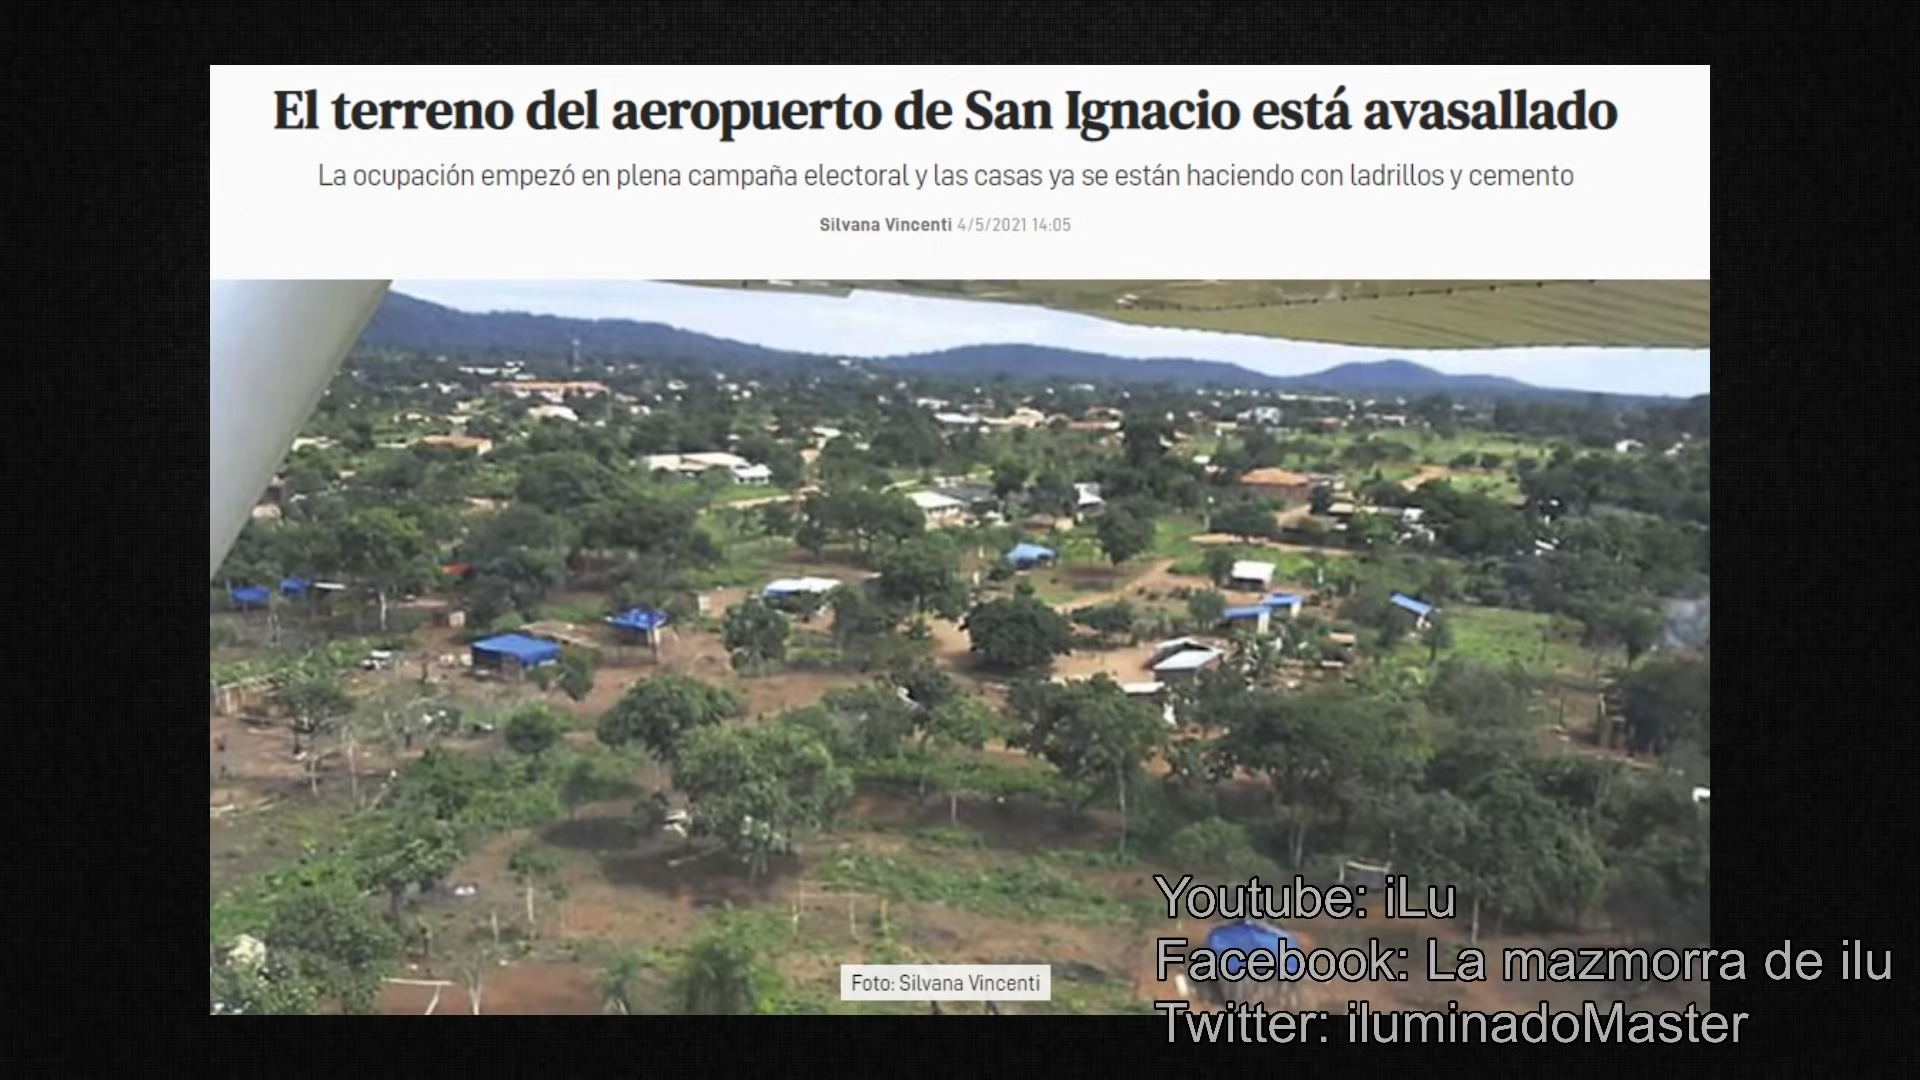 El terreno del aeropuerto de San Ignacio está avasallado
La ocupación empezó en plena campaña electoral y las casas ya se están haciendo con ladrillos y cemento
Silvana Vincenti 4/5/2021 14:05
Foto: Silvana Vincenti
Youtube: iLu
Facebook: La mazmorra de ilu
Twitter: iluminadoMaster